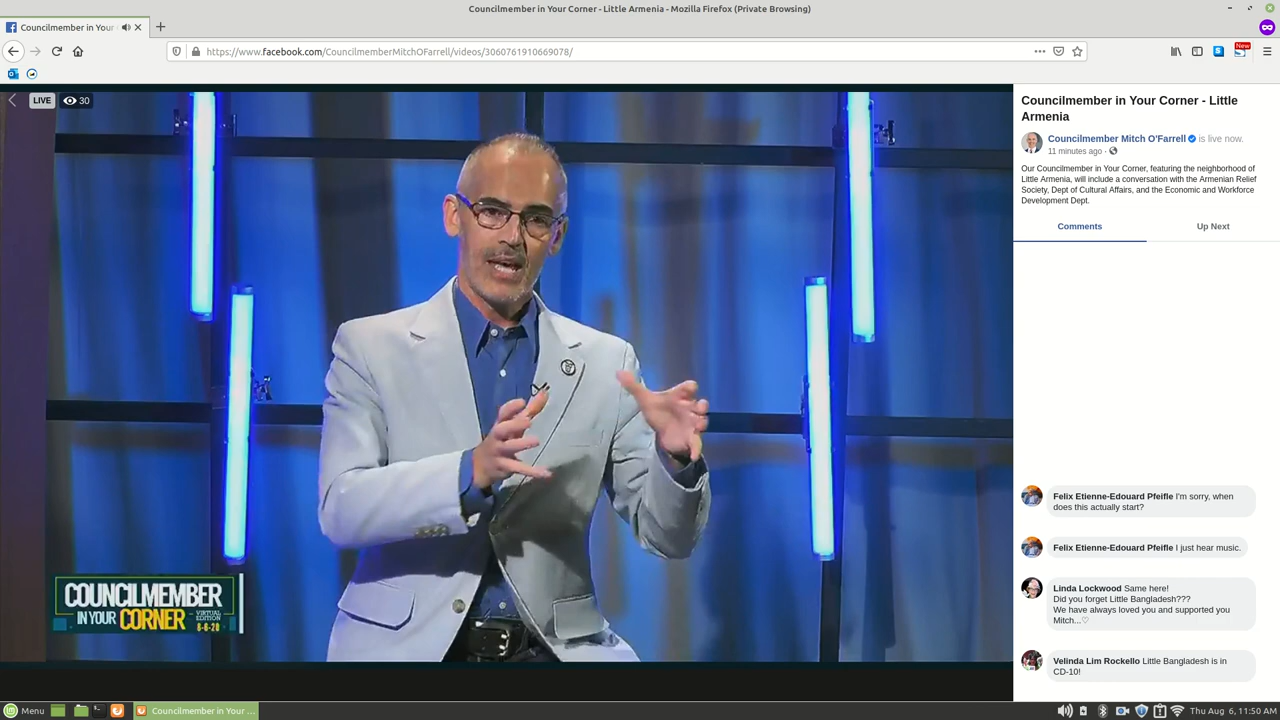 Councilmember in Your Corner - Little Armenia - Mozilla Firefox (Private Browsing)
Councilmember in Your
https://www.facebook.com/CouncilmemberMitchOFarrell/videos/3060761910669078/
New
LIVE
30
COUNCILMEMBER
IN YOUR CORNER
VIRTUAL
EDITION
8-6-20
Councilmember in Your Corner - Little
Armenia
Councilmember Mitch O'Farrell is live now.
11 minutes ago ·
Our Councilmember in Your Corner, featuring the neighborhood of
Little Armenia, will include a conversation with the Armenian Relief
Society, Dept of Cultural Affairs, and the Economic and Workforce
Development Dept.
Comments
Up Next
Felix Etienne-Edouard Pfeifle I'm sorry, when
does this actually start?
Felix Etienne-Edouard Pfeifle I just hear music.
Linda Lockwood Same here!
Did you forget Little Bangladesh???
We have always loved you and supported you
Mitch...♡
Velinda Lim Rockello Little Bangladesh is in
CD-10!
Menu
Councilmember in Your ...
Thu Aug 6, 11:50 AM